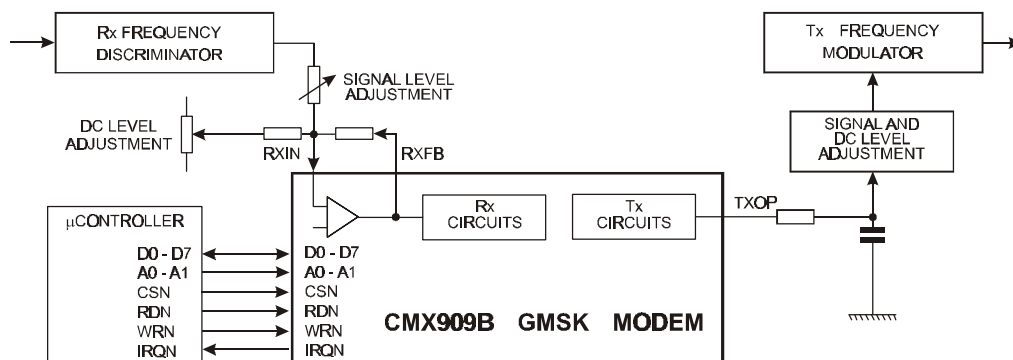 Rx FREQUENCY
DISCRIMINATOR
Tx FREQUENCY
MODULATOR
SIGNAL LEVEL
ADJUSTMENT
DC LEVEL
ADJUSTMENT
SIGNAL AND
DC LEVEL
ADJUSTMENT
RXIN
RXFB
µCONTROLLER
Rx
CIRCUITS
Tx
CIRCUITS
TXOP
D0 - D7
A0 - A1
CSN
RDN
WRN
IRQN
D0 - D7
A0 - A1
CSN
RDN
WRN
IRQN
CMX909B GMSK MODEM